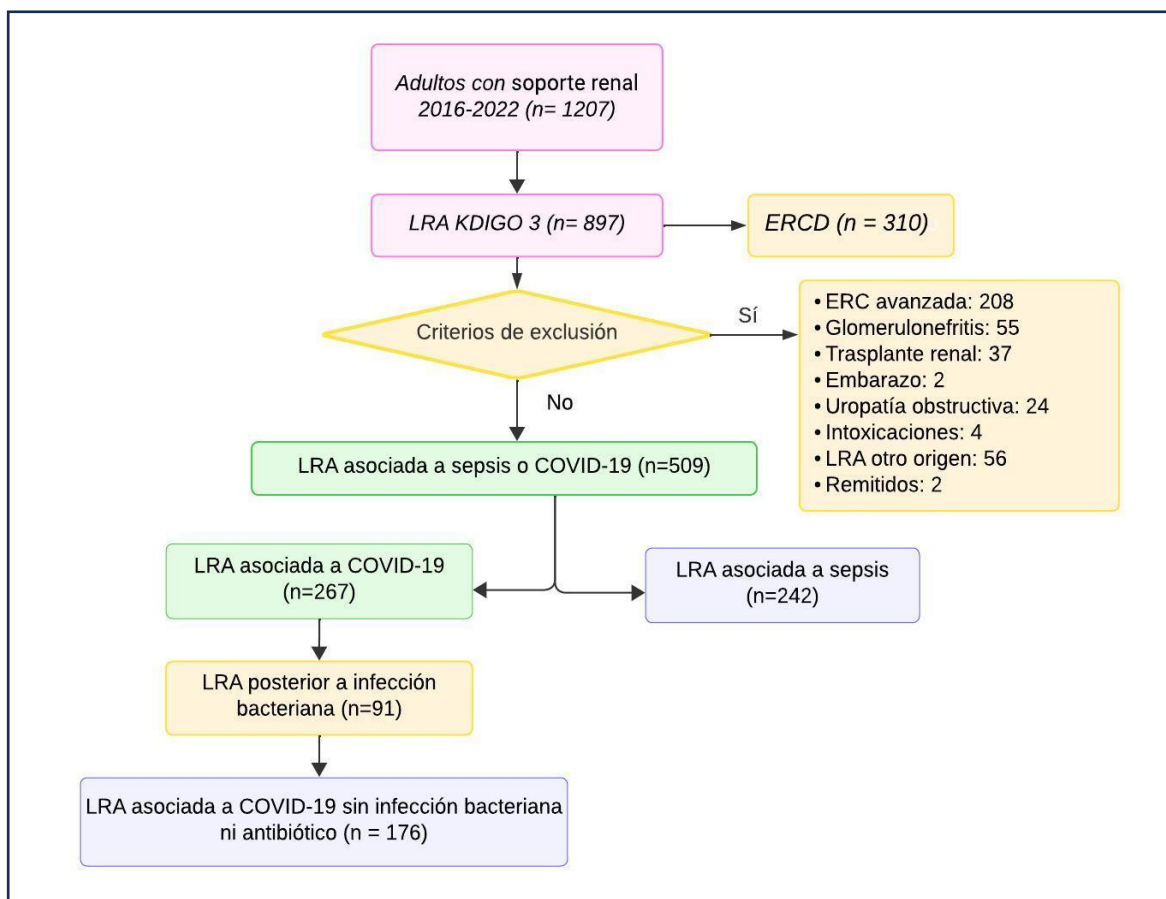 Adultos con soporte renal
2016-2022 (n= 1207)
LRA KDIGO 3 (n= 897)
ERCD (n = 310)
Criterios de exclusión
Sí
• ERC avanzada: 208
• Glomerulonefritis: 55
• Trasplante renal: 37
• Embarazo: 2
• Uropatía obstructiva: 24
• Intoxicaciones: 4
• LRA otro origen: 56
• Remitidos: 2
No
LRA asociada a sepsis o COVID-19 (n=509)
LRA asociada a COVID-19
(n=267)
LRA asociada a sepsis
(n=242)
LRA posterior a infección
bacteriana (n=91)
LRA asociada a COVID-19 sin infección bacteriana
ni antibiótico (n = 176)